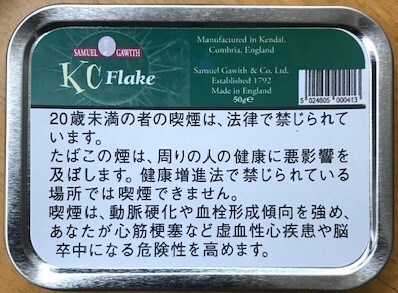 SAMUEL GAWITH
KC Flake
Manufactured in Kendal,
Cumbria, England
Samuel Gawith & Co. Ltd.
Established 1792
Made in England
50g℮
5 024605 000413
20歳未満の者の喫煙は、法律で禁じられて
います。
たばこの煙は、周りの人の健康に悪影響を
及ぼします。健康増進法で禁じられている
場所では喫煙できません。
喫煙は、動脈硬化や血栓形成傾向を強め、
あなたが心筋梗塞など虚血性心疾患や脳
卒中になる危険性を高めます。